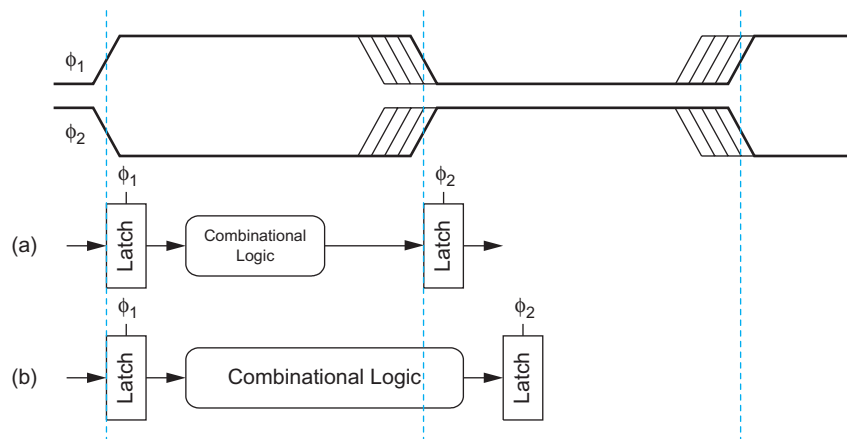 ϕ1
ϕ2
ϕ1
ϕ2
(a)
Latch
Combinational
Logic
Latch
ϕ1
ϕ2
(b)
Latch
Combinational Logic
Latch